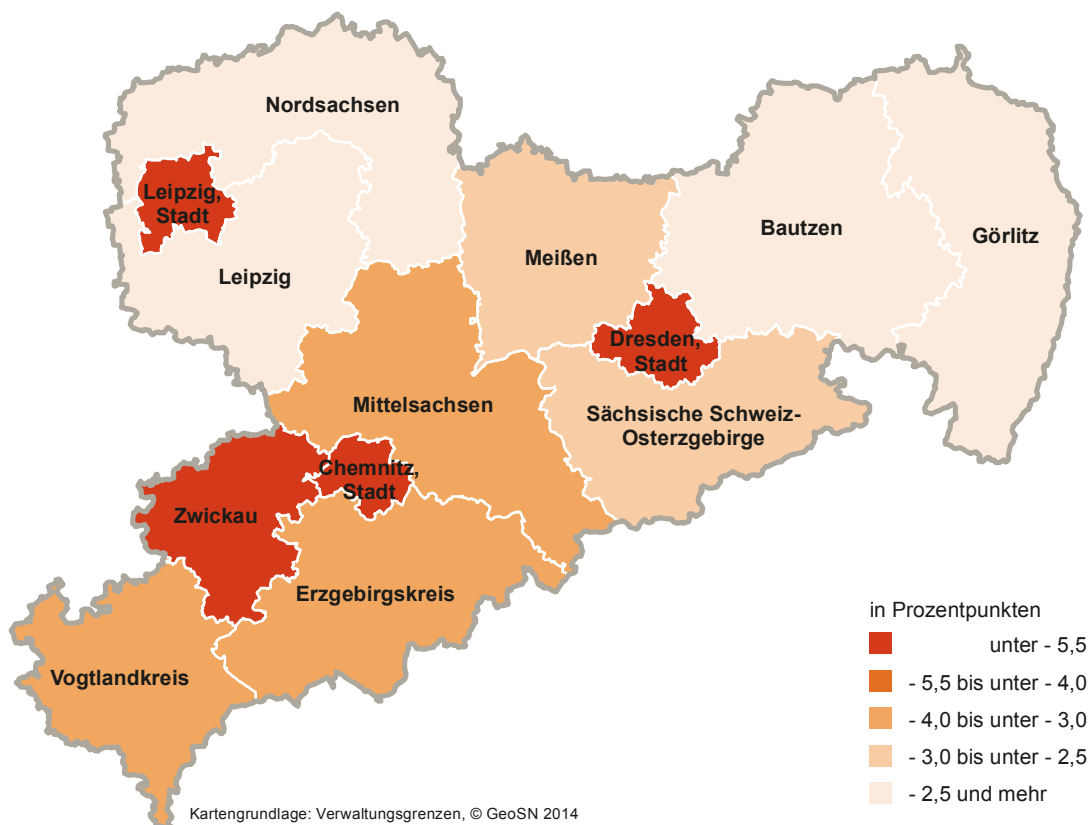 Nordsachsen
Leipzig,
Stadt
Leipzig
Meißen
Bautzen
Görlitz
Dresden,
Stadt
Mittelsachsen
Sächsische Schweiz-
Osterzgebirge
Chemnitz,
Stadt
Zwickau
Erzgebirgskreis
Vogtlandkreis
in Prozentpunkten
unter - 5,5
- 5,5 bis unter - 4,0
- 4,0 bis unter - 3,0
- 3,0 bis unter - 2,5
- 2,5 und mehr
Kartengrundlage: Verwaltungsgrenzen, © GeoSN 2014